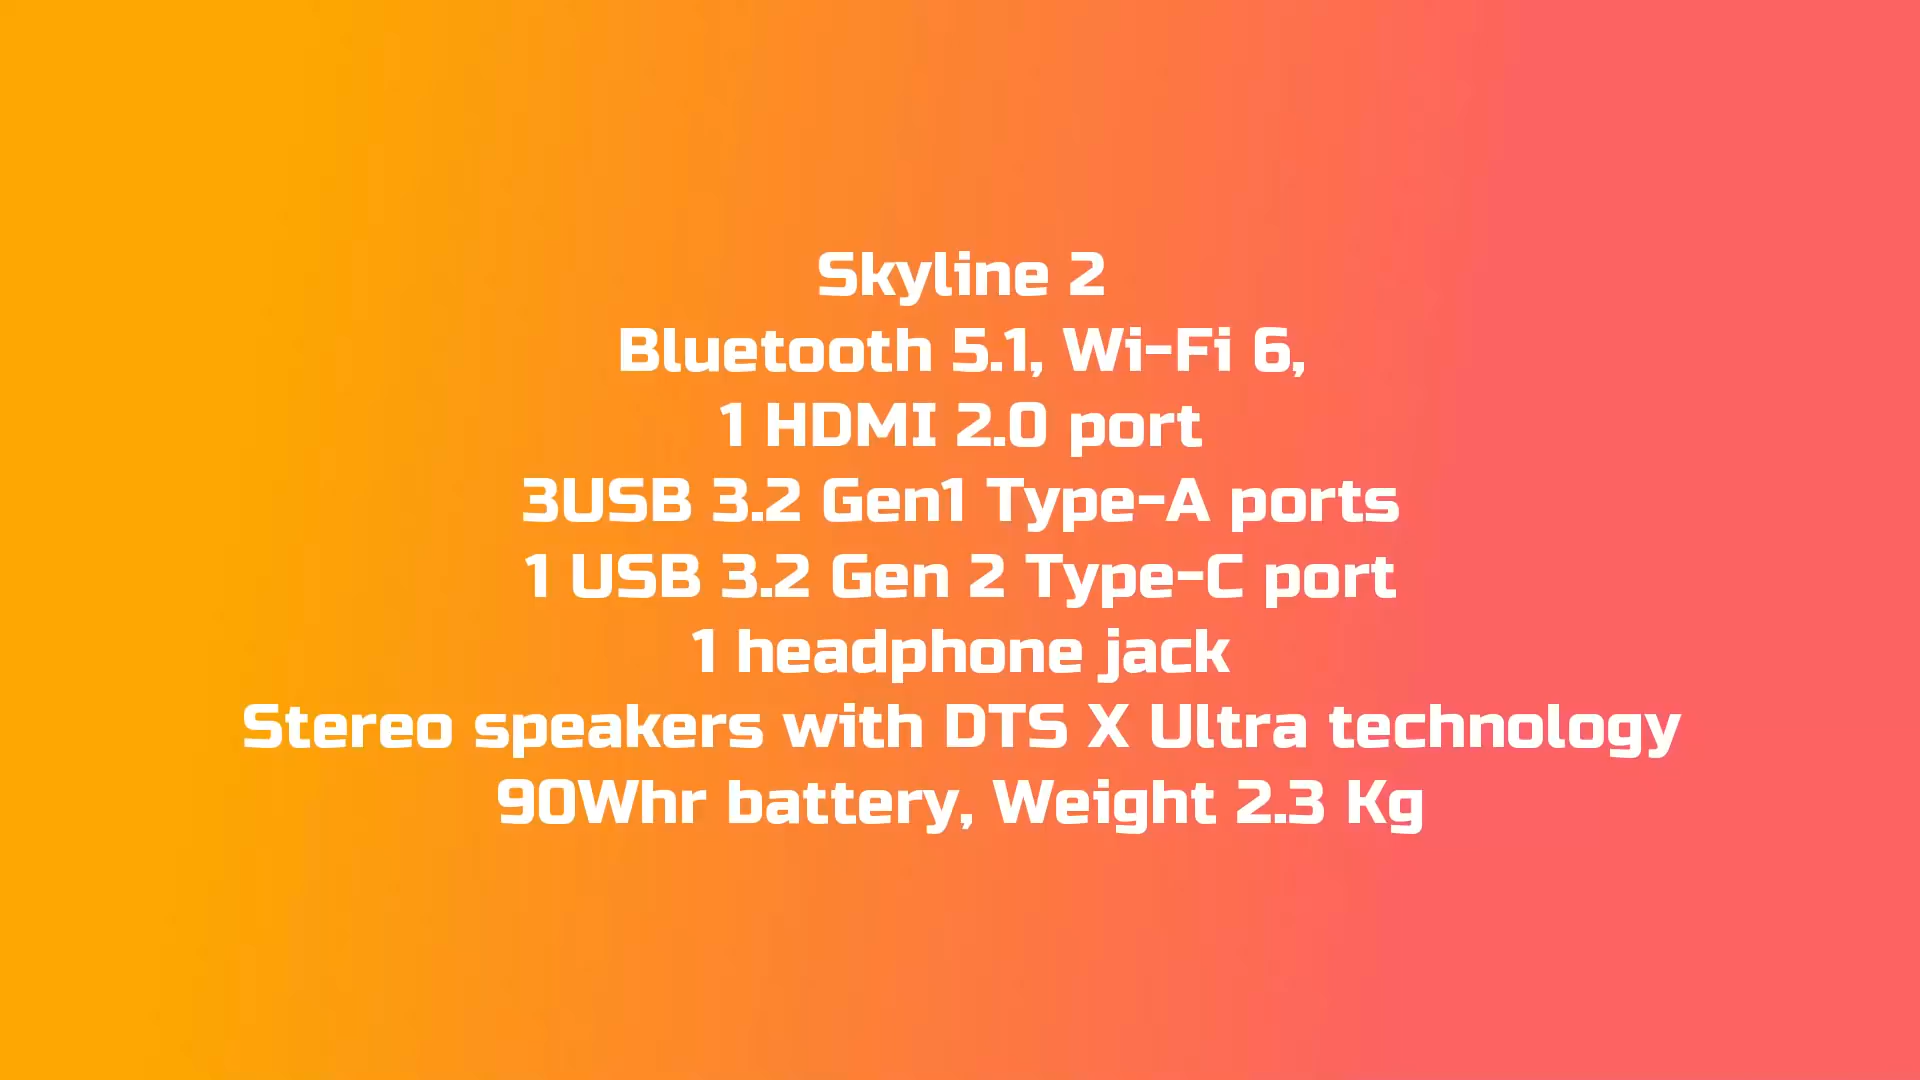 Skyline 2
Bluetooth 5.1, Wi-Fi 6,
1 HDMI 2.0 port
3USB 3.2 Gen1 Type-A ports
1 USB 3.2 Gen 2 Type-C port
1 headphone jack
Stereo speakers with DTS X Ultra technology
90Whr battery, Weight 2.3 Kg